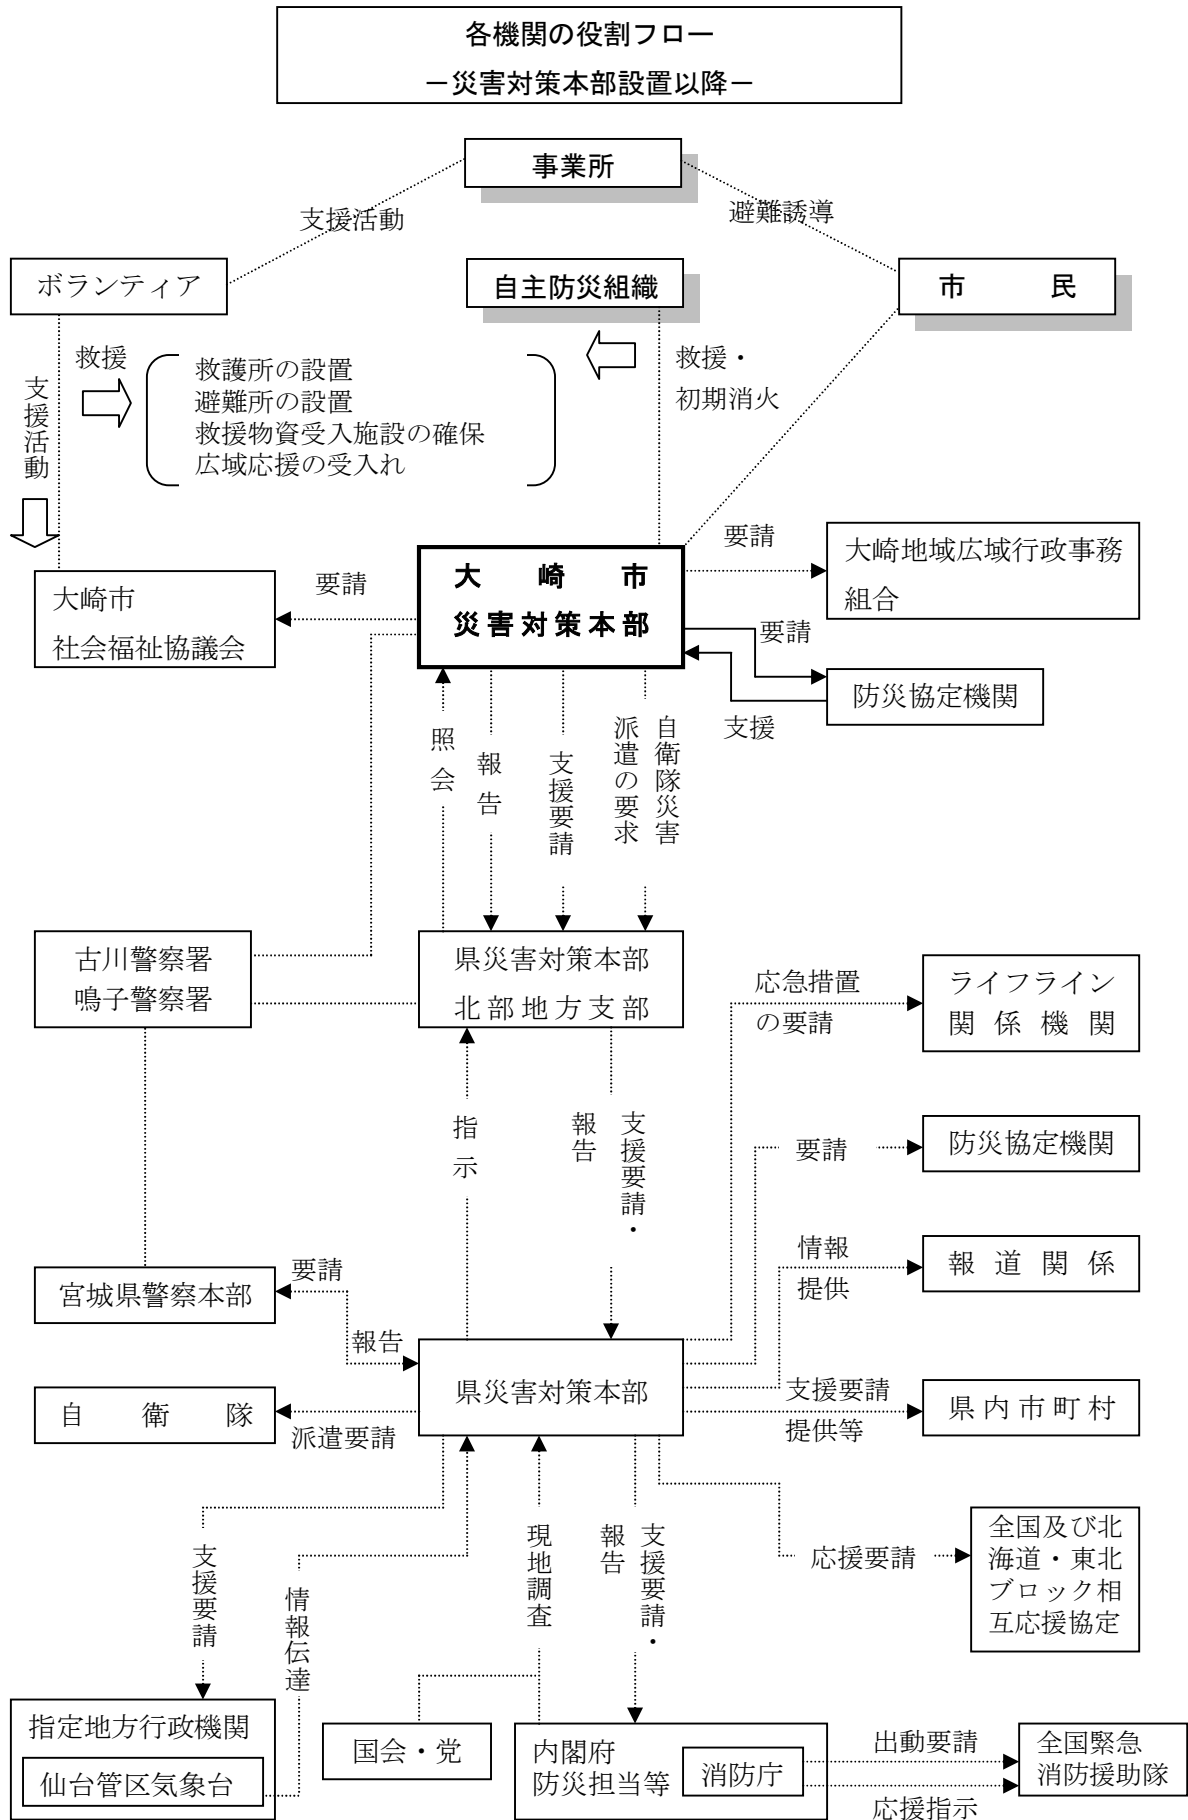 各機関の役割フロー
－災害対策本部設置以降－
事業所
支援活動
避難誘導
ボランティア
自主防災組織
市　　民
救援
支援活動
救護所の設置
避難所の設置
救援物資受入施設の確保
広域応援の受入れ
救援・
初期消火
大　崎　市
災害対策本部
要請
大崎地域広域行政事務
組合
要請
大崎市
社会福祉協議会
要請
防災協定機関
支援
照会
報告
支援要請
自衛隊災害
派遣の要求
古川警察署
鳴子警察署
県災害対策本部
北部地方支部
応急措置
の要請
ライフライン
関係機関
指示
支援要請・
報告
要請
防災協定機関
情報
提供
報道関係
要請
宮城県警察本部
報告
県災害対策本部
支援要請
提供等
県内市町村
自　衛　隊
派遣要請
支援要請
情報伝達
現地調査
支援要請・
報告
応援要請
全国及び北
海道・東北
ブロック相
互応援協定
指定地方行政機関
仙台管区気象台
国会・党
内閣府
防災担当等
消防庁
出動要請
応援指示
全国緊急
消防援助隊